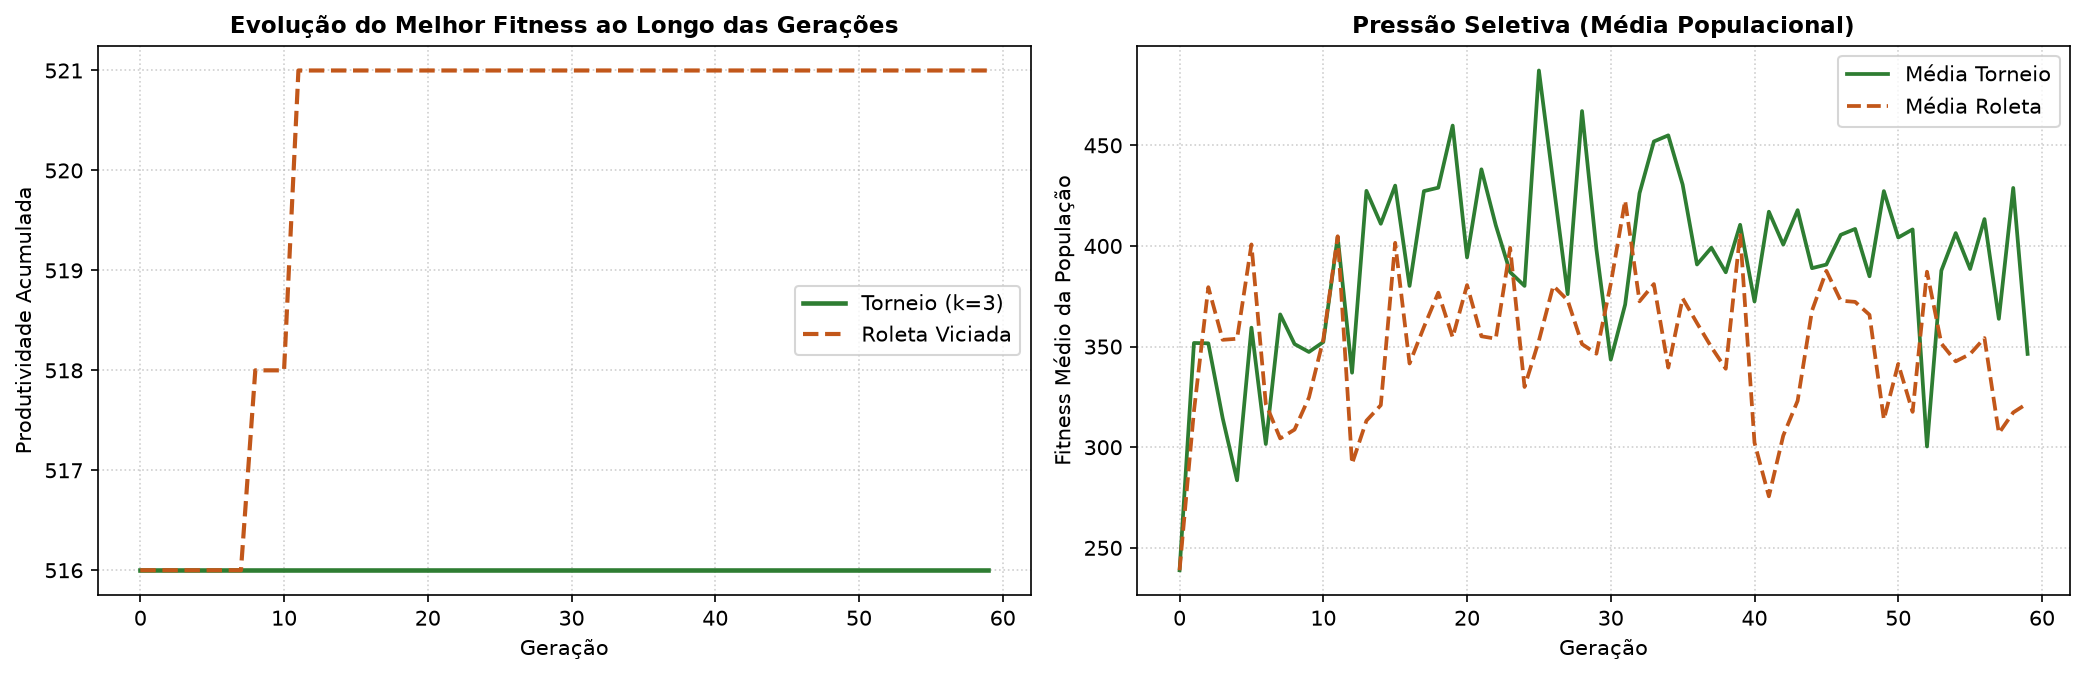 Evolução do Melhor Fitness ao Longo das Gerações
Produtividade Acumulada
521
520
519
518
517
516
Torneio (k=3)
Roleta Viciada
0 10 20 30 40 50 60
Geração
Pressão Seletiva (Média Populacional)
Fitness Médio da População
450
400
350
300
250
Média Torneio
Média Roleta
0 10 20 30 40 50 60
Geração